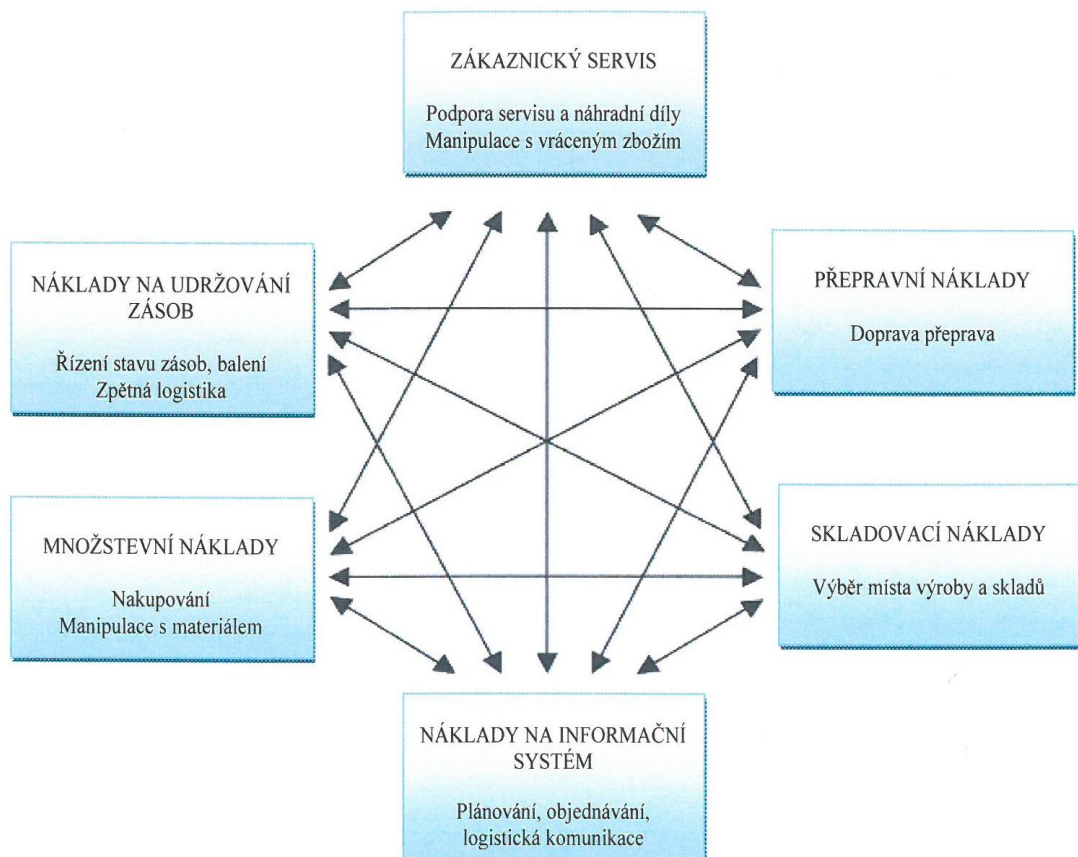 ZÁKAZNICKÝ SERVIS
Podpora servisu a náhradní díly
Manipulace s vráceným zbožím
NÁKLADY NA UDRŽOVÁNÍ
ZÁSOB
Řízení stavu zásob, balení
Zpětná logistika
PŘEPRAVNÍ NÁKLADY
Doprava přeprava
MNOŽSTEVNÍ NÁKLADY
Nakupování
Manipulace s materiálem
SKLADOVACÍ NÁKLADY
Výběr místa výroby a skladů
NÁKLADY NA INFORMAČNÍ
SYSTÉM
Plánování, objednávání,
logistická komunikace